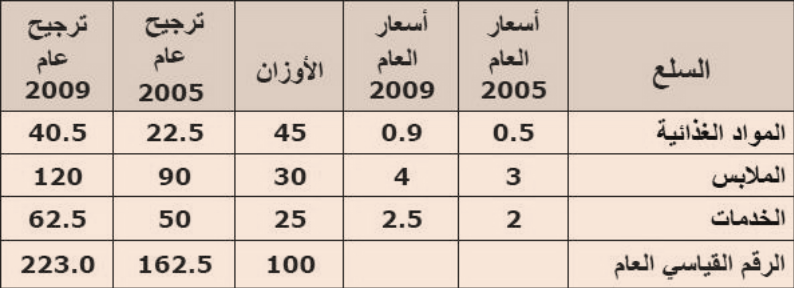 السلع | أسعار العام 2005 | أسعار العام 2009 | الأوزان | ترجيح عام 2005 | ترجيح عام 2009
المواد الغذائية | 0.5 | 0.9 | 45 | 22.5 | 40.5
الملابس | 3 | 4 | 30 | 90 | 120
الخدمات | 2 | 2.5 | 25 | 50 | 62.5
الرقم القياسي العام | | | 100 | 162.5 | 223.0